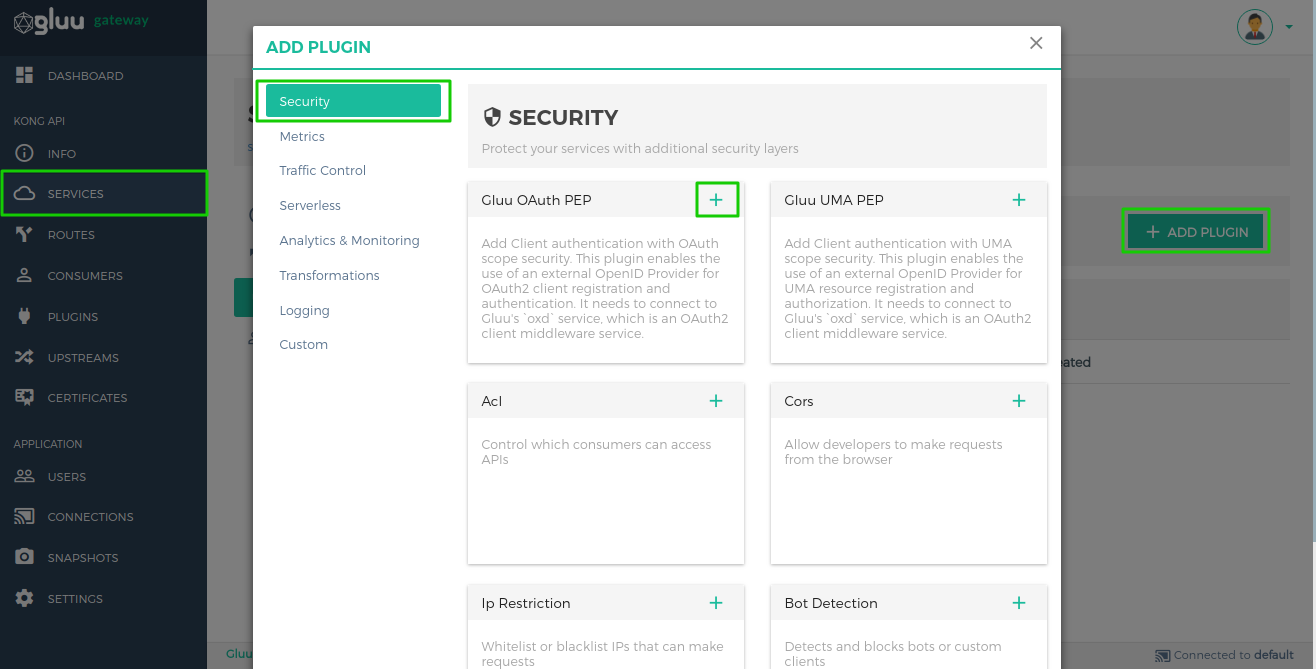 gluu gateway
DASHBOARD
KONG API
INFO
SERVICES
ROUTES
CONSUMERS
PLUGINS
UPSTREAMS
CERTIFICATES
APPLICATION
USERS
CONNECTIONS
SNAPSHOTS
SETTINGS
ADD PLUGIN
Security
Metrics
Traffic Control
Serverless
Analytics & Monitoring
Transformations
Logging
Custom
SECURITY
Protect your services with additional security layers
Gluu OAuth PEP
Add Client authentication with OAuth
scope security. This plugin enables the
use of an external OpenID Provider for
OAuth2 client registration and
authentication. It needs to connect to
Gluu's `oxd` service, which is an OAuth2
client middleware service.
Gluu UMA PEP
Add Client authentication with UMA
scope security. This plugin enables the
use of an external OpenID Provider for
UMA resource registration and
authorization. It needs to connect to
Gluu's `oxd` service, which is an OAuth2
client middleware service.
Acl
Control which consumers can access
APIs
Cors
Allow developers to make requests
from the browser
Ip Restriction
Whitelist or blacklist IPs that can make
requests
Bot Detection
Detects and blocks bots or custom
clients
+ ADD PLUGIN
eated
Gluu
Connected to default